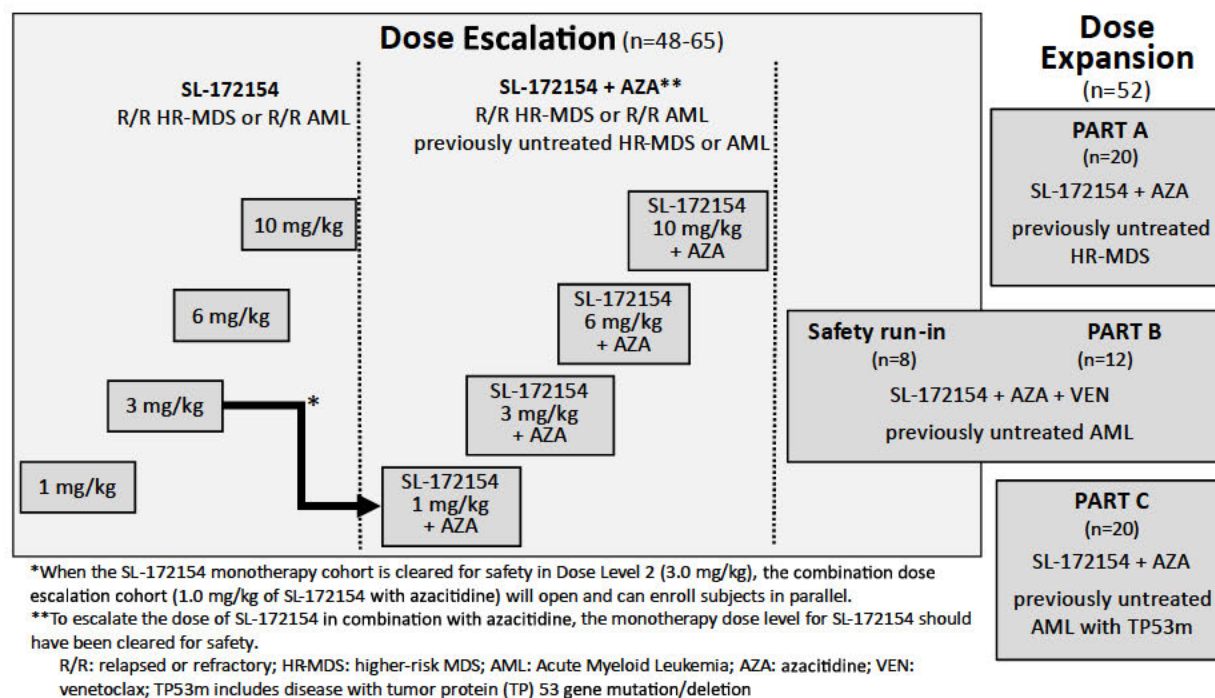 Dose Escalation (n=48-65)
SL-172154
R/R HR-MDS or R/R AML
SL-172154 + AZA**
R/R HR-MDS or R/R AML
previously untreated HR-MDS or AML
10 mg/kg
6 mg/kg
3 mg/kg
*
1 mg/kg
SL-172154
10 mg/kg
+ AZA
SL-172154
6 mg/kg
+ AZA
SL-172154
3 mg/kg
+ AZA
SL-172154
1 mg/kg
+ AZA
Dose
Expansion
(n=52)
PART A
(n=20)
SL-172154 + AZA
previously untreated
HR-MDS
Safety run-in PART B
(n=8) (n=12)
SL-172154 + AZA + VEN
previously untreated AML
PART C
(n=20)
SL-172154 + AZA
previously untreated
AML with TP53m
*When the SL-172154 monotherapy cohort is cleared for safety in Dose Level 2 (3.0 mg/kg), the combination dose
escalation cohort (1.0 mg/kg of SL-172154 with azacitidine) will open and can enroll subjects in parallel.
**To escalate the dose of SL-172154 in combination with azacitidine, the monotherapy dose level for SL-172154 should
have been cleared for safety.
R/R: relapsed or refractory; HR-MDS: higher-risk MDS; AML: Acute Myeloid Leukemia; AZA: azacitidine; VEN:
venetoclax; TP53m includes disease with tumor protein (TP) 53 gene mutation/deletion